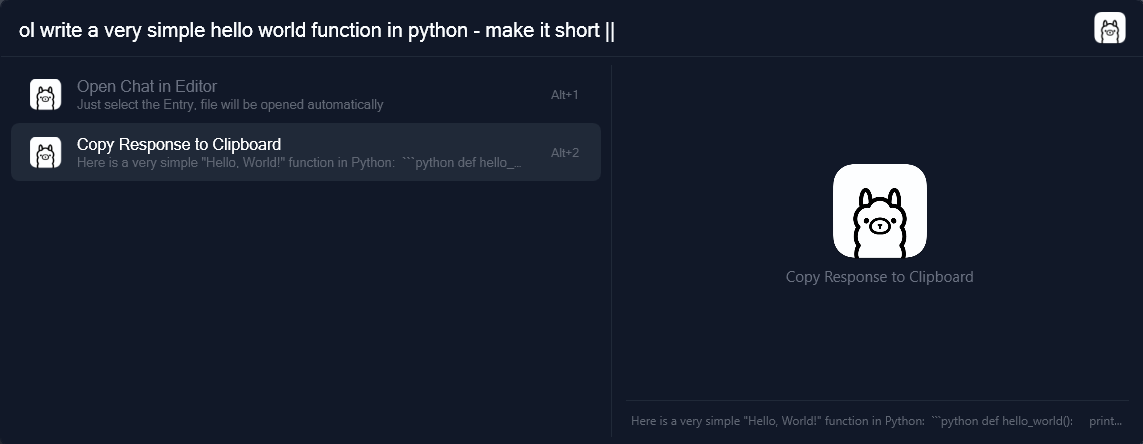 ol write a very simple hello world function in python - make it short ||
Open Chat in Editor
Just select the Entry, file will be opened automatically
Alt+1
Copy Response to Clipboard
Here is a very simple "Hello, World!" function in Python:  ```python def hello_...
Alt+2
Copy Response to Clipboard
Here is a very simple "Hello, World!" function in Python:  ```python def hello_world():     print...